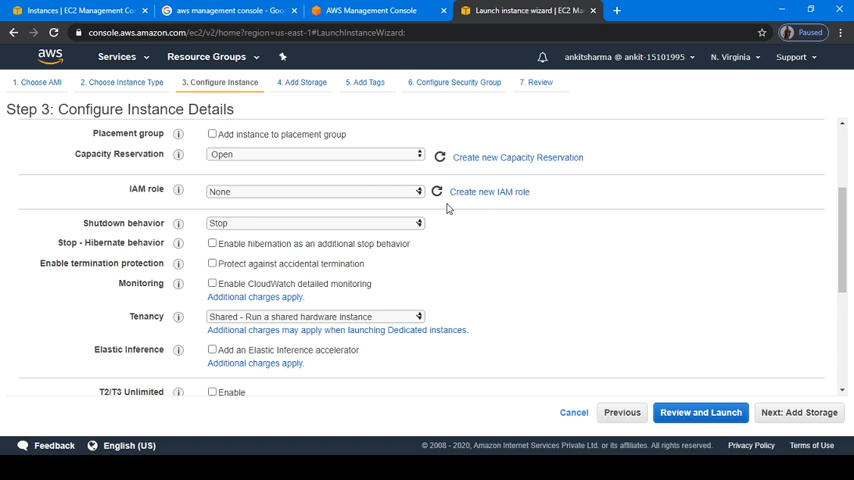 Instances | EC2 Management Co
aws management console - Goo
AWS Management Console
Launch instance wizard | EC2 Ma
console.aws.amazon.com/ec2/v2/home?region=us-east-1#LaunchInstanceWizard:
Paused
aws
Services
Resource Groups
ankitsharma @ ankit-15101995
N. Virginia
Support
1. Choose AMI
2. Choose Instance Type
3. Configure Instance
4. Add Storage
5. Add Tags
6. Configure Security Group
7. Review
Step 3: Configure Instance Details
Placement group
Add instance to placement group
Capacity Reservation
Open
Create new Capacity Reservation
IAM role
None
Create new IAM role
Shutdown behavior
Stop
Stop - Hibernate behavior
Enable hibernation as an additional stop behavior
Enable termination protection
Protect against accidental termination
Monitoring
Enable CloudWatch detailed monitoring
Additional charges apply.
Tenancy
Shared - Run a shared hardware instance
Additional charges may apply when launching Dedicated instances.
Elastic Inference
Add an Elastic Inference accelerator
Additional charges apply.
T2/T3 Unlimited
Enable
Cancel
Previous
Review and Launch
Next: Add Storage
Feedback
English (US)
© 2008 - 2020, Amazon Internet Services Private Ltd. or its affiliates. All rights reserved.
Privacy Policy
Terms of Use